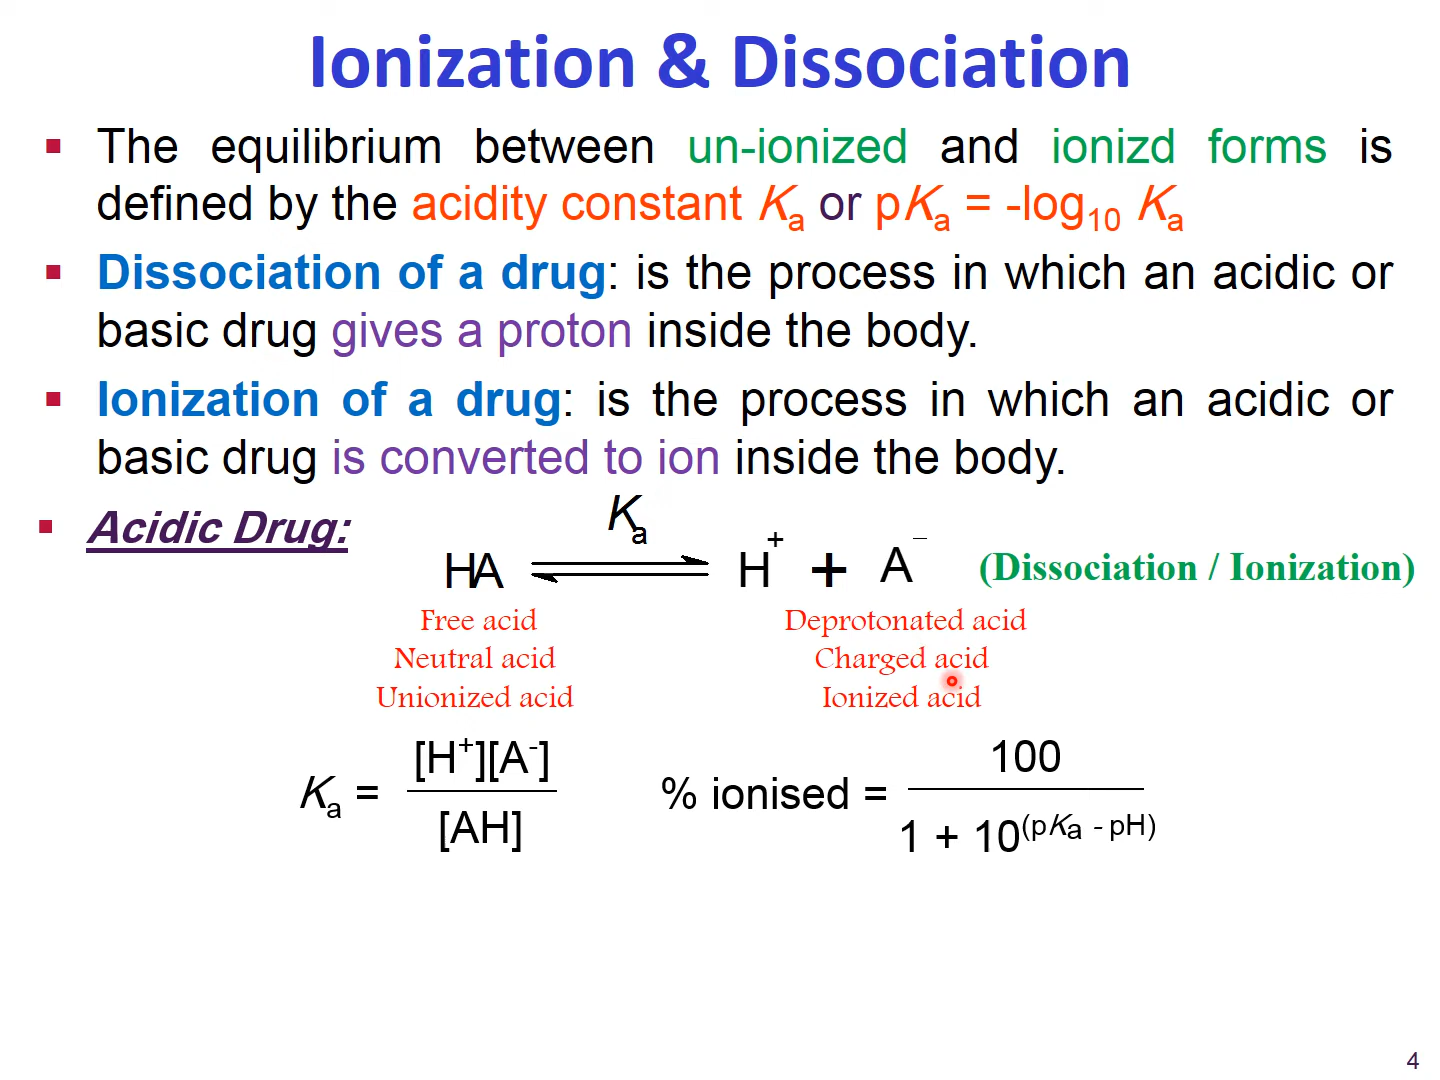 Ionization & Dissociation
▪ The equilibrium between un-ionized and ionizd forms is
defined by the acidity constant Ka or pKa = -log10 Ka
▪ Dissociation of a drug: is the process in which an acidic or
basic drug gives a proton inside the body.
▪ Ionization of a drug: is the process in which an acidic or
basic drug is converted to ion inside the body.
▪ Acidic Drug:
Ka
HA ⇌ H+ + A− (Dissociation / Ionization)
Free acid Deprotonated acid
Neutral acid Charged acid
Unionized acid Ionized acid
Ka = [H+][A-] / [AH]
% ionised = 100 / 1 + 10(pKa - pH)
4